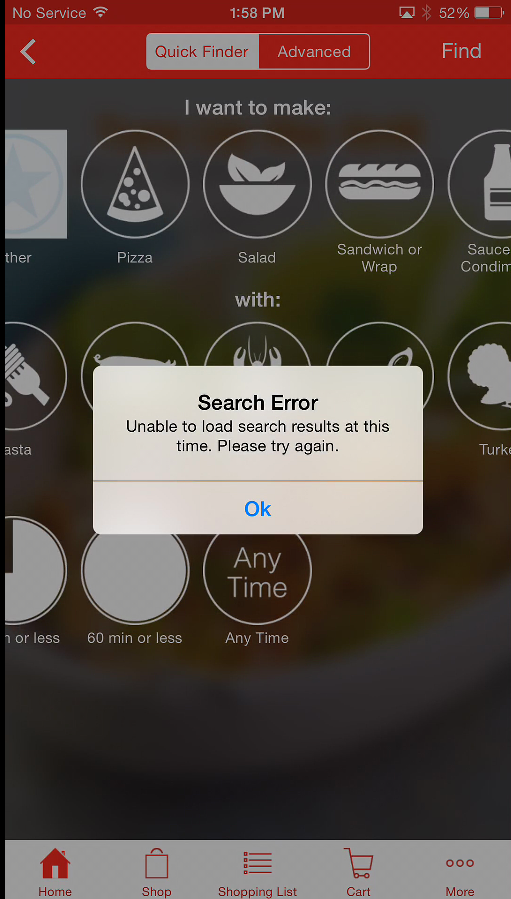 No Service 1:58 PM 52%
Quick Finder Advanced Find
I want to make:
ther Pizza Salad Sandwich or Wrap Sauce Condim
with:
asta Turke
Search Error
Unable to load search results at this
time. Please try again.
Ok
Any
Time
n or less 60 min or less Any Time
Home Shop Shopping List Cart More